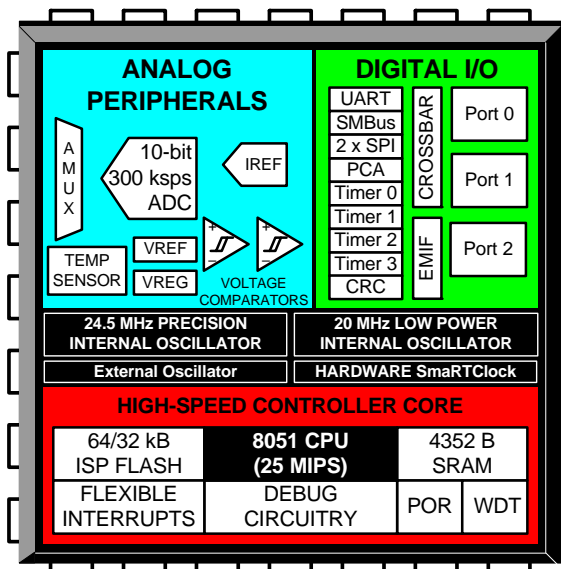 ANALOG
PERIPHERALS
A
M
U
X
10-bit
300 ksps
ADC
IREF
TEMP
SENSOR
VREF
VREG
+
–
+
–
VOLTAGE
COMPARATORS
DIGITAL I/O
UART
SMBus
2 x SPI
PCA
Timer 0
Timer 1
Timer 2
Timer 3
CRC
CROSSBAR
EMIF
Port 0
Port 1
Port 2
24.5 MHz PRECISION
INTERNAL OSCILLATOR
20 MHz LOW POWER
INTERNAL OSCILLATOR
External Oscillator
HARDWARE SmaRTClock
HIGH-SPEED CONTROLLER CORE
64/32 kB
ISP FLASH
8051 CPU
(25 MIPS)
4352 B
SRAM
FLEXIBLE
INTERRUPTS
DEBUG
CIRCUITRY
POR
WDT